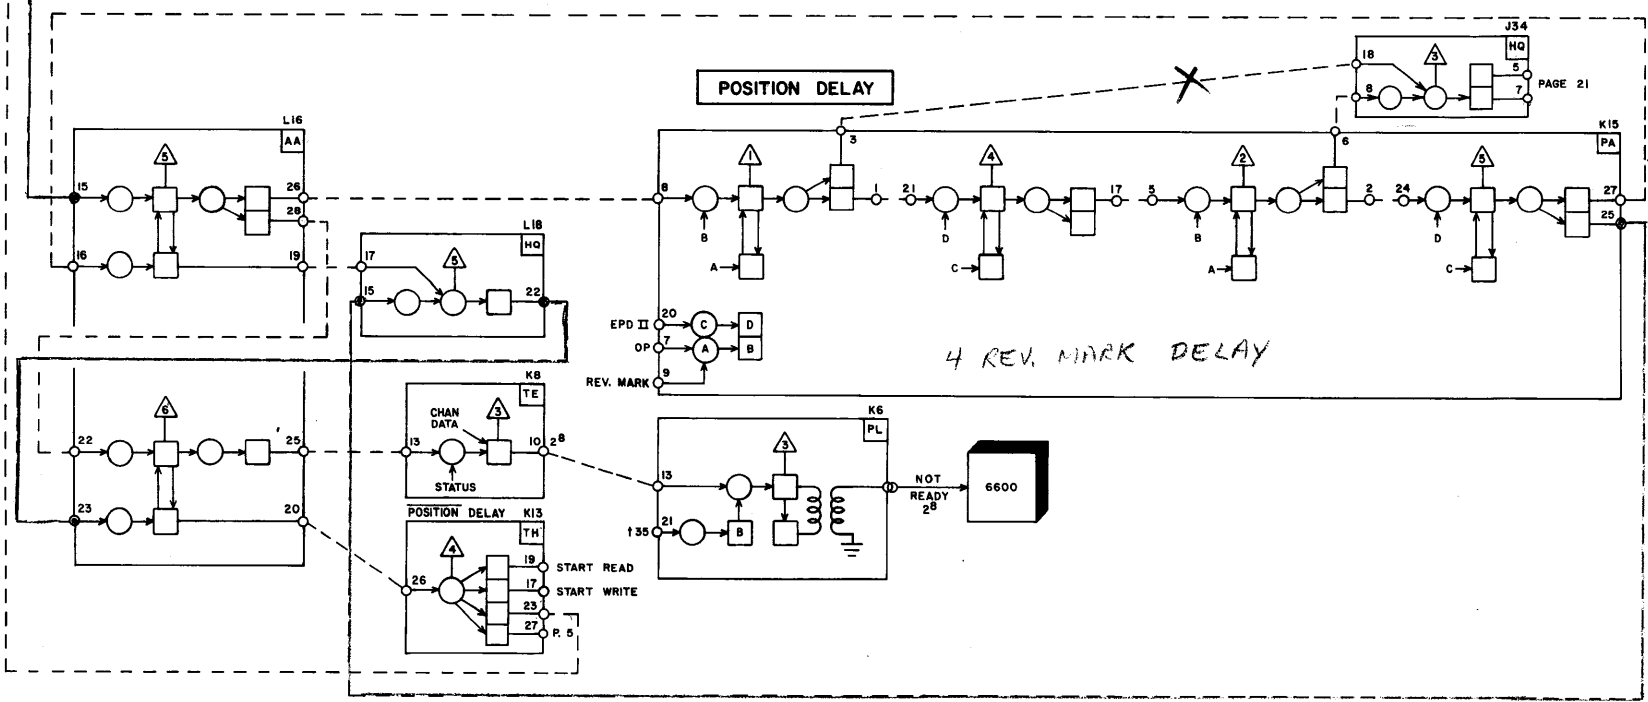 J34
HQ
18
3
8
5
7
PAGE 21
POSITION DELAY
L16
AA
5
15
26
28
16
19
L18
HQ
17
5
15
22
K15
PA
3
6
1
4
2
5
8
1
21
17
5
2
24
27
25
B
D
B
D
A
C
A
C
EPD II
20
C
D
OP
7
A
B
REV. MARK
9
4 REV. MARK DELAY
6
22
25
23
20
K8
TE
CHAN
DATA
3
13
10
2⁸
STATUS
POSITION DELAY
K13
TH
4
26
19
START READ
17
START WRITE
23
27
P. 5
K6
PL
3
13
t35
21
B
NOT
READY
2⁸
6600